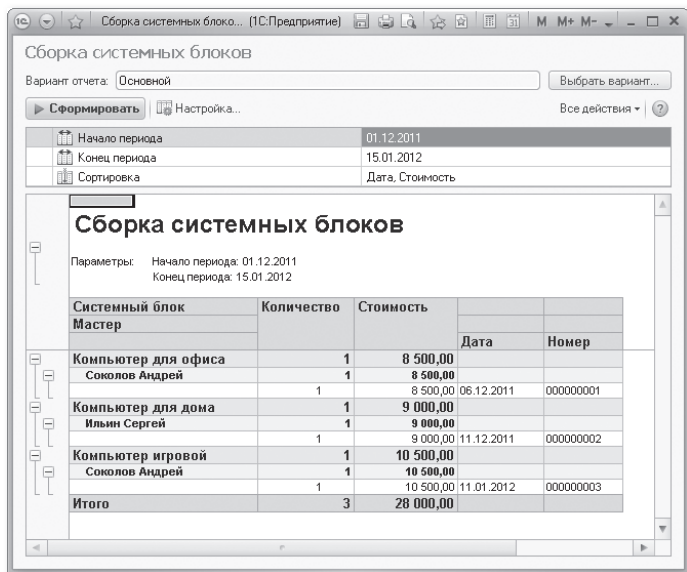 1С Сборка системных блоко... (1С:Предприятие) M M+ M-
Сборка системных блоков
Вариант отчета: Основной Выбрать вариант...
Сформировать Настройка... Все действия ?
Начало периода 01.12.2011
Конец периода 15.01.2012
Сортировка Дата, Стоимость
Сборка системных блоков
Параметры: Начало периода: 01.12.2011
Конец периода: 15.01.2012
Системный блок Количество Стоимость
Мастер
Дата Номер
Компьютер для офиса 1 8 500,00
Соколов Андрей 1 8 500,00
1 8 500,00 06.12.2011 000000001
Компьютер для дома 1 9 000,00
Ильин Сергей 1 9 000,00
1 9 000,00 11.12.2011 000000002
Компьютер игровой 1 10 500,00
Соколов Андрей 1 10 500,00
1 10 500,00 11.01.2012 000000003
Итого 3 28 000,00